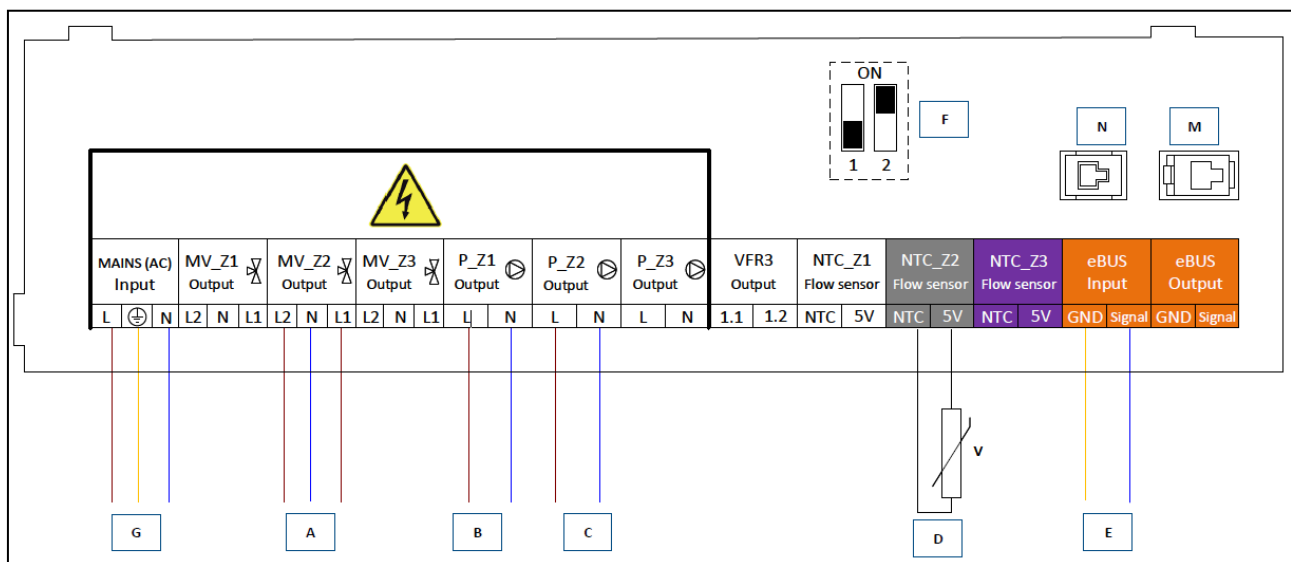 ON
F
1 2
N M
MAINS (AC) MV_Z1 MV_Z2 MV_Z3 P_Z1 P_Z2 P_Z3 VFR3 NTC_Z1 NTC_Z2 NTC_Z3 eBUS eBUS
Input Output Output Output Output Output Output Output Flow sensor Flow sensor Flow sensor Input Output
L N L2 N L1 L2 N L1 L2 N L1 L N L N L N 1.1 1.2 NTC 5V NTC 5V NTC 5V GND Signal GND Signal
V
G A B C D E